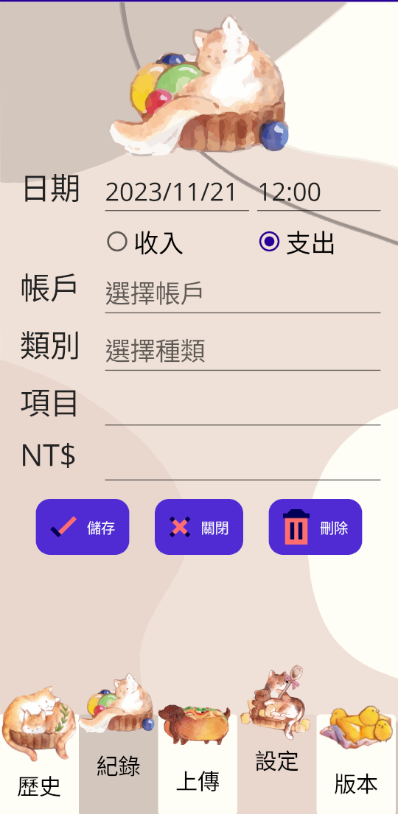 日期 2023/11/21 12:00
收入 支出
帳戶 選擇帳戶
類別 選擇種類
項目
NT$
儲存 關閉 刪除
歷史 紀錄 上傳 設定 版本